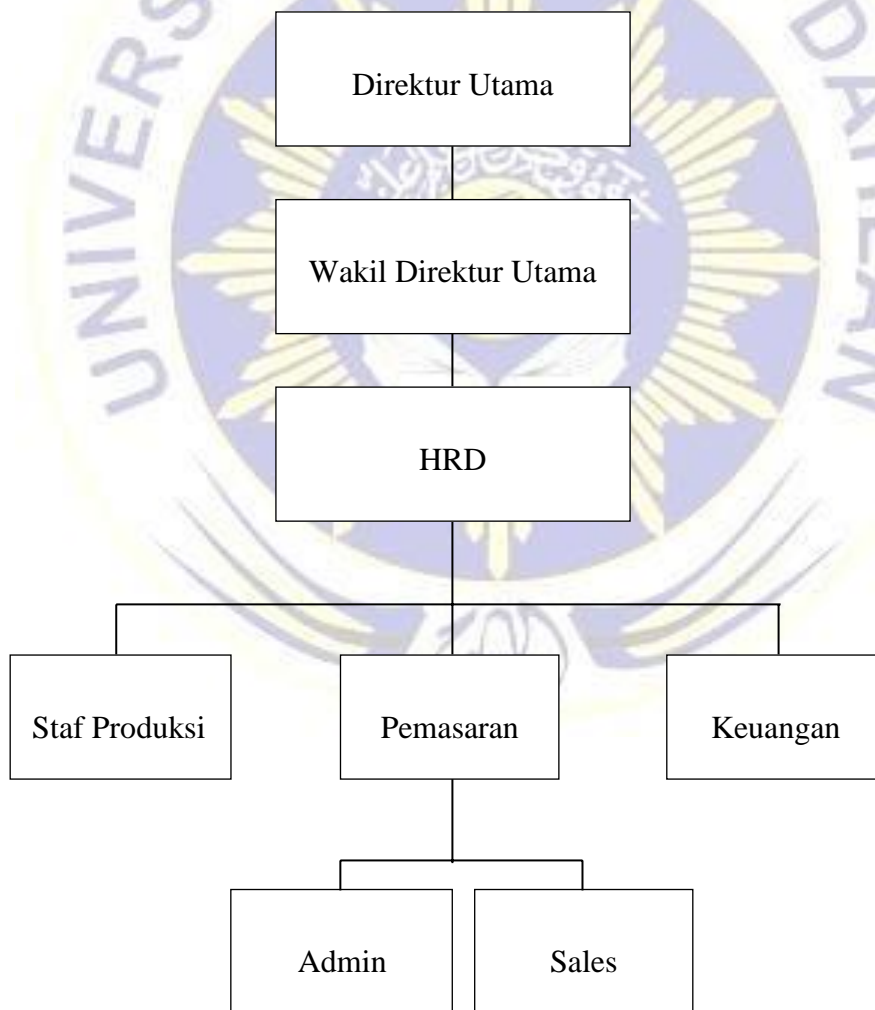 Direktur Utama
Wakil Direktur Utama
HRD
Staf Produksi
Pemasaran
Keuangan
Admin
Sales